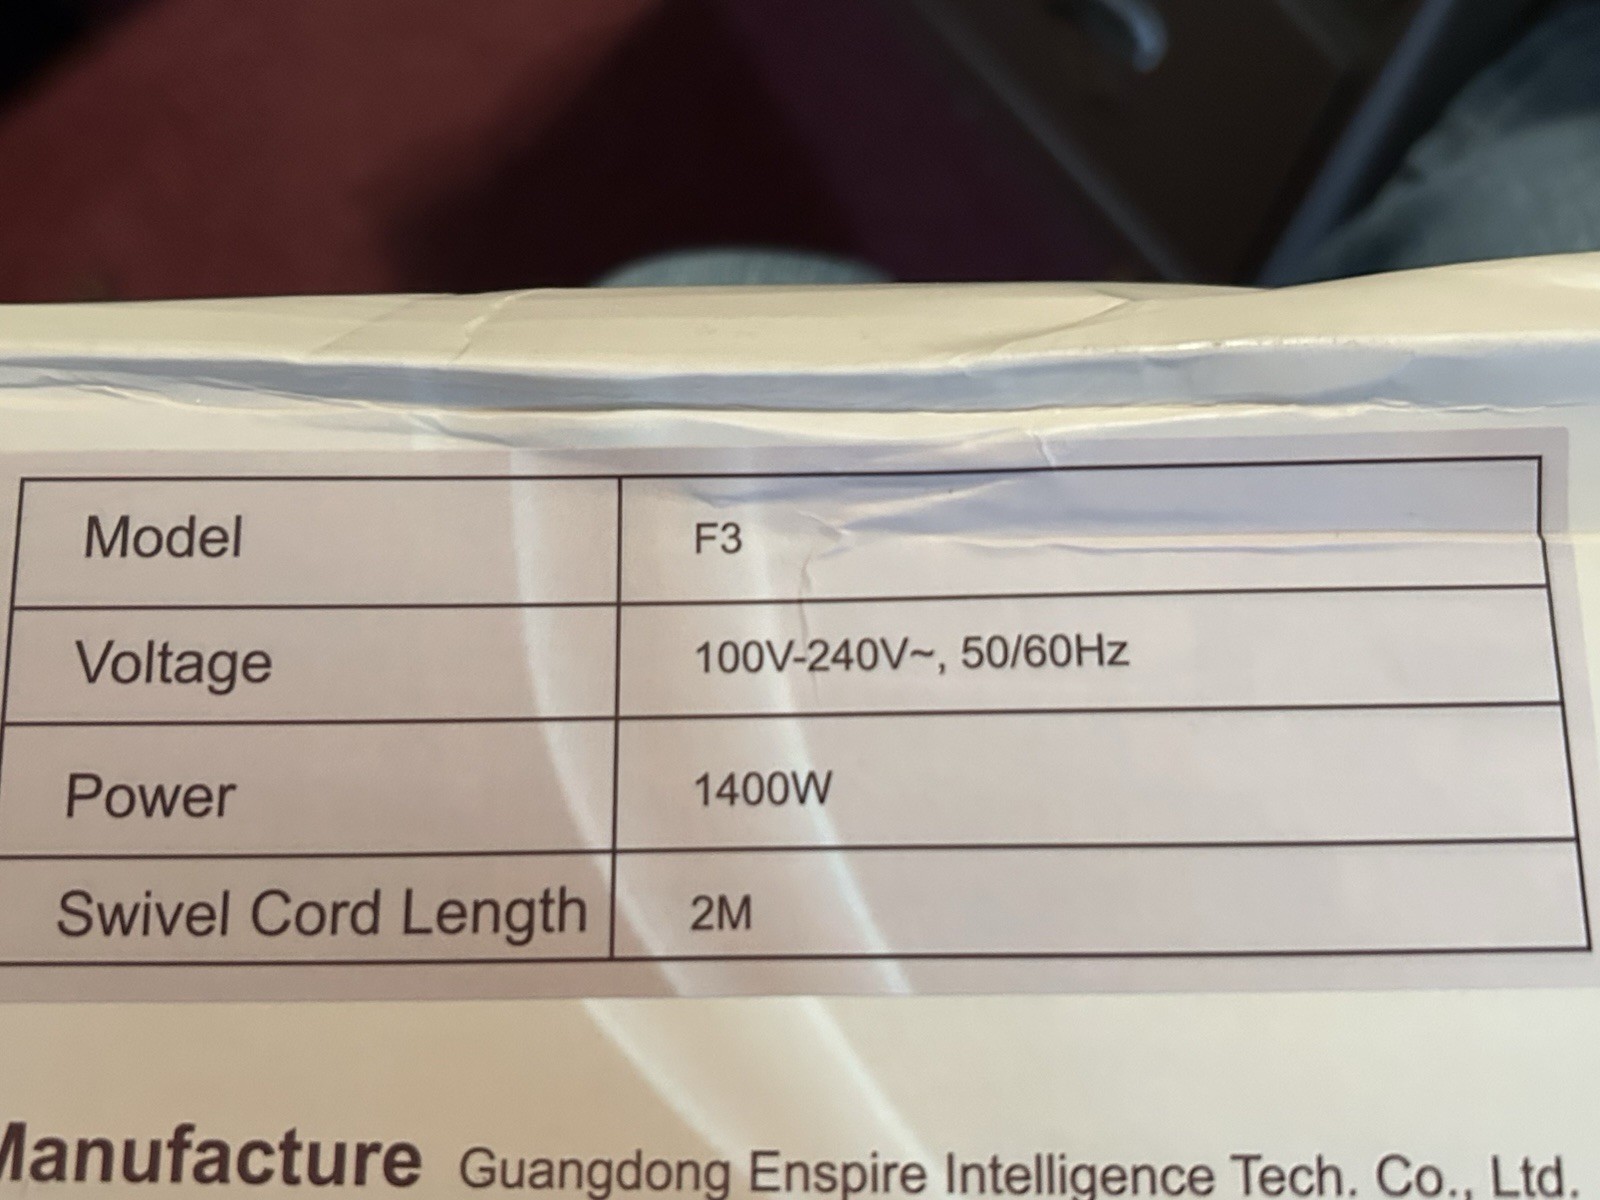 Model F3
Voltage 100V-240V~, 50/60Hz
Power 1400W
Swivel Cord Length 2M
Manufacture Guangdong Enspire Intelligence Tech. Co., Ltd.